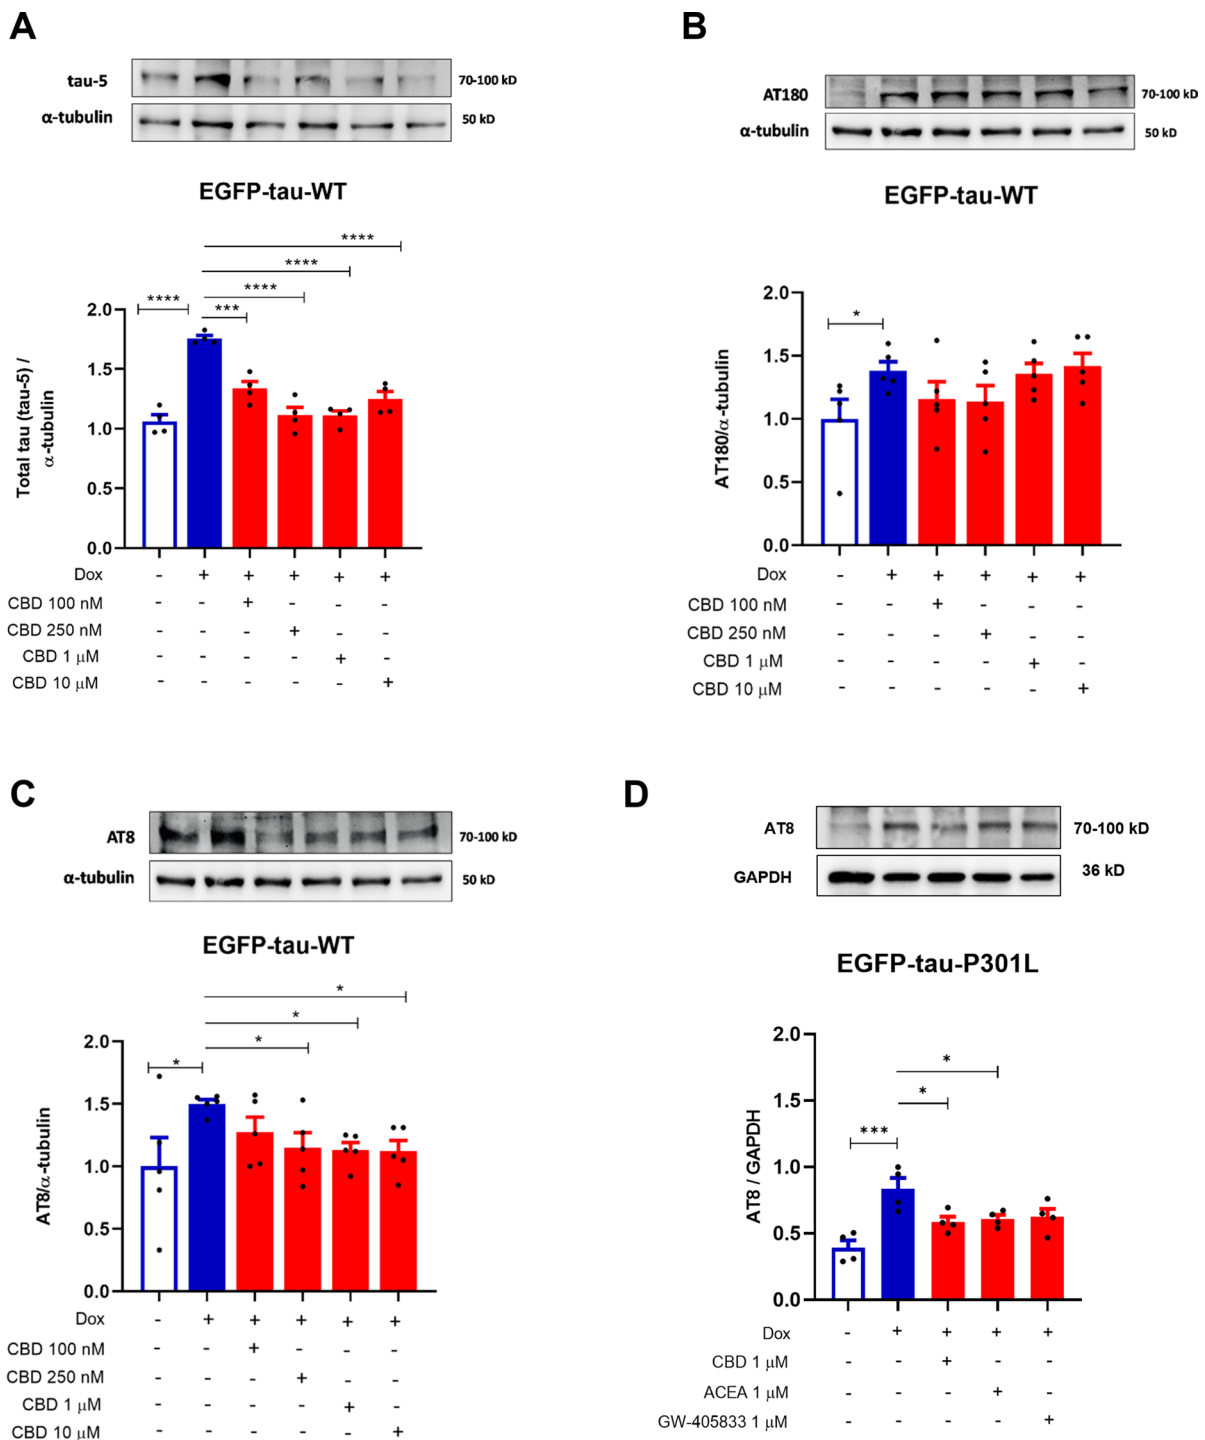 A
tau-5
70-100 kD
α-tubulin
50 kD
EGFP-tau-WT
****
****
****
****
***
Total tau (tau-5) /
α-tubulin
2.0
1.5
1.0
0.5
0.0
Dox - + + + + +
CBD 100 nM - - + - - -
CBD 250 nM - - - + - -
CBD 1 μM - - - - + -
CBD 10 μM - - - - - +
B
AT180
70-100 kD
α-tubulin
50 kD
EGFP-tau-WT
*
AT180/α-tubulin
2.0
1.5
1.0
0.5
0.0
Dox - + + + + +
CBD 100 nM - - + - - -
CBD 250 nM - - - + - -
CBD 1 μM - - - - + -
CBD 10 μM - - - - - +
C
AT8
70-100 kD
α-tubulin
50 kD
EGFP-tau-WT
*
*
*
*
AT8/α-tubulin
2.0
1.5
1.0
0.5
0.0
Dox - + + + + +
CBD 100 nM - - + - - -
CBD 250 nM - - - + - -
CBD 1 μM - - - - + -
CBD 10 μM - - - - - +
D
AT8
70-100 kD
GAPDH
36 kD
EGFP-tau-P301L
*
*
***
AT8 / GAPDH
2.0
1.5
1.0
0.5
0.0
Dox - + + + +
CBD 1 μM - - + - -
ACEA 1 μM - - - + -
GW-405833 1 μM - - - - +